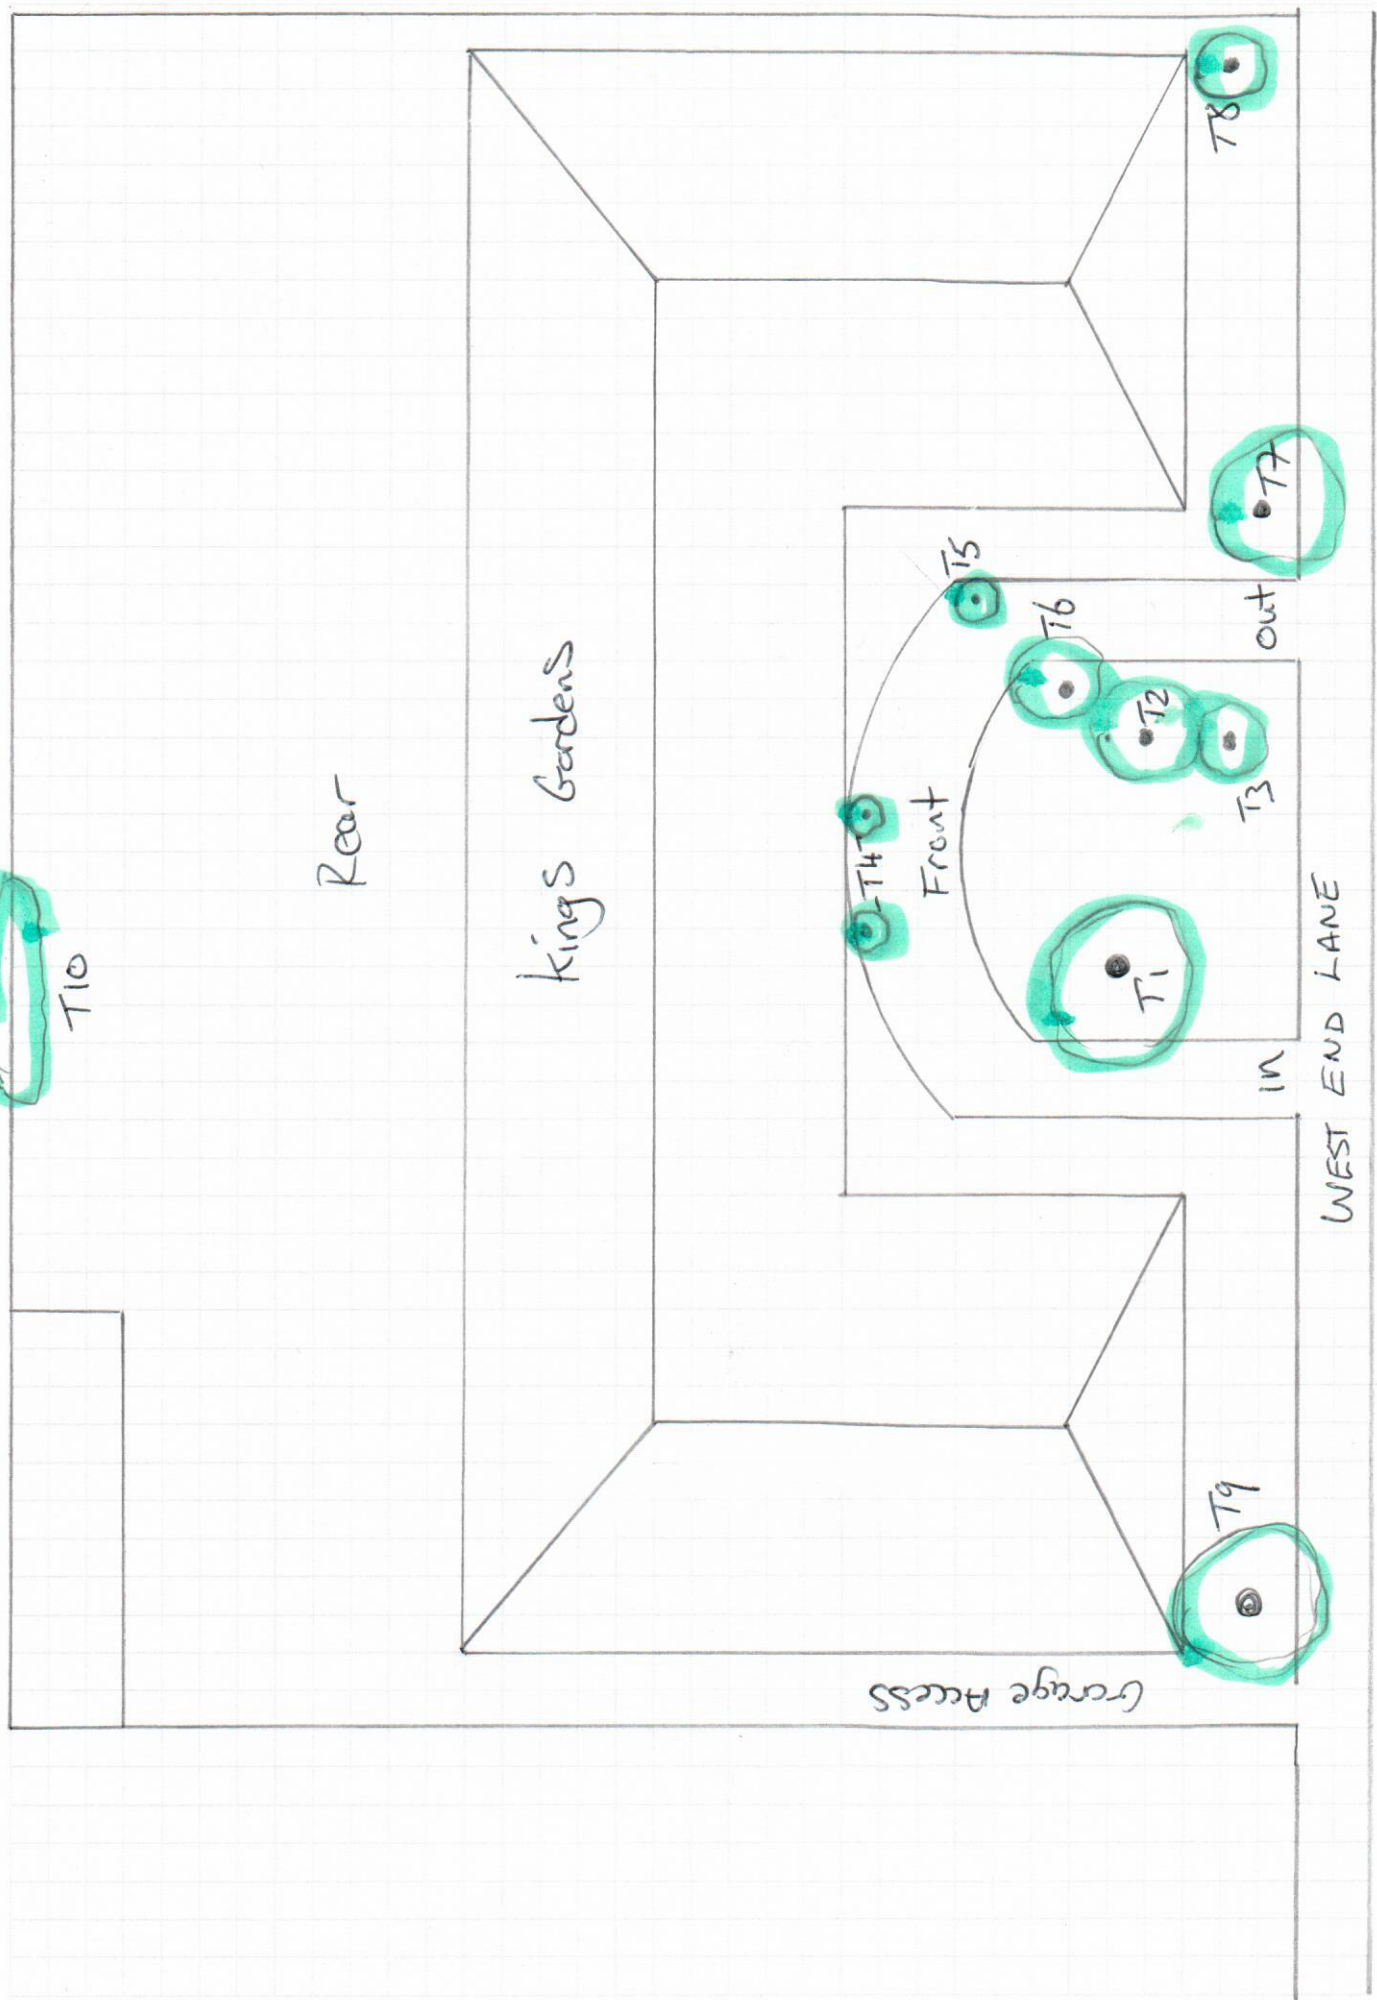 T10
Rear
Kings Gardens
T4
Front
T5
T6
T2
T3
T1
T7
T8
T9
in
out
WEST END LANE
Garage Access